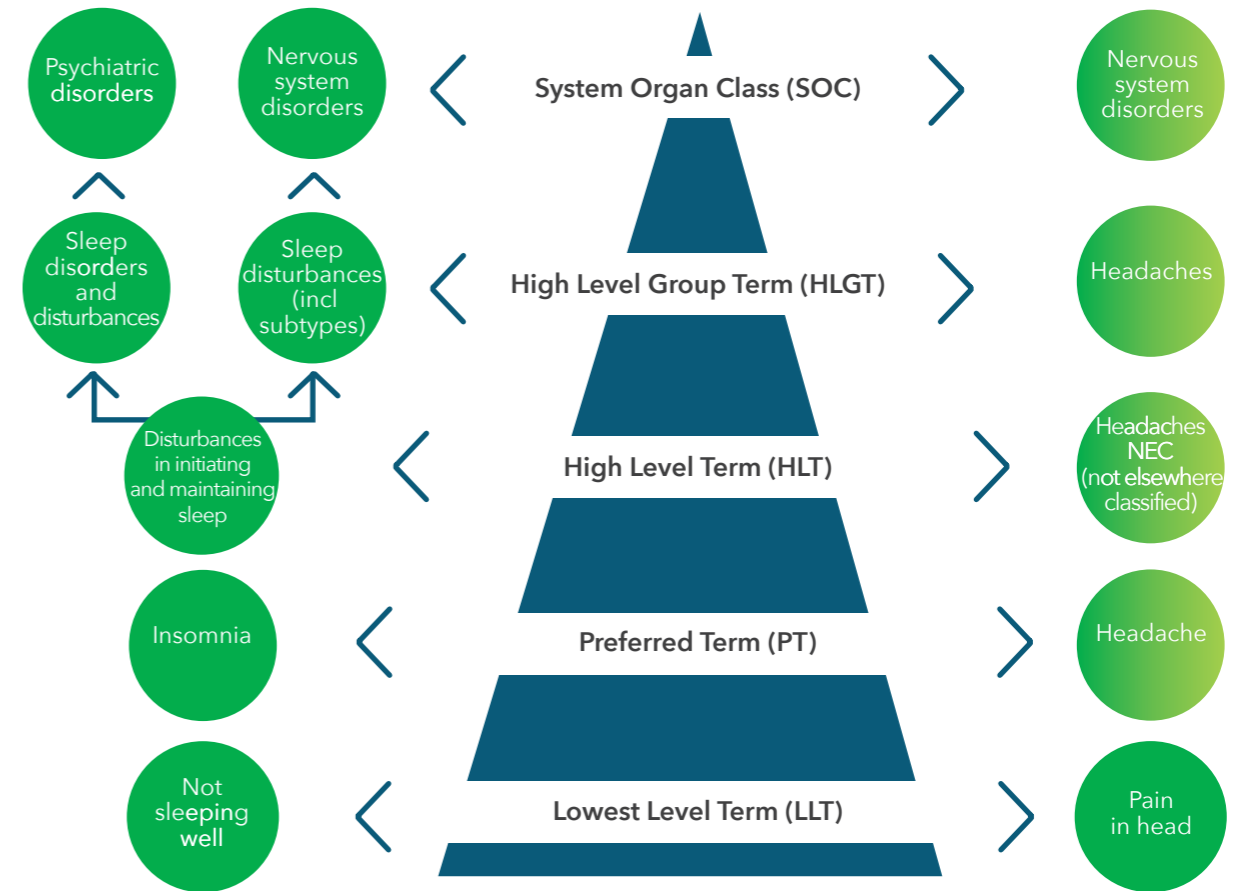 Psychiatric
disorders
Nervous
system
disorders
System Organ Class (SOC)
Nervous
system
disorders
Sleep
disorders
and
disturbances
Sleep
disturbances
(incl
subtypes)
High Level Group Term (HLGT)
Headaches
Disturbances
in initiating
and maintaining
sleep
High Level Term (HLT)
Headaches
NEC
(not elsewhere
classified)
Insomnia
Preferred Term (PT)
Headache
Not
sleeping
well
Lowest Level Term (LLT)
Pain
in head